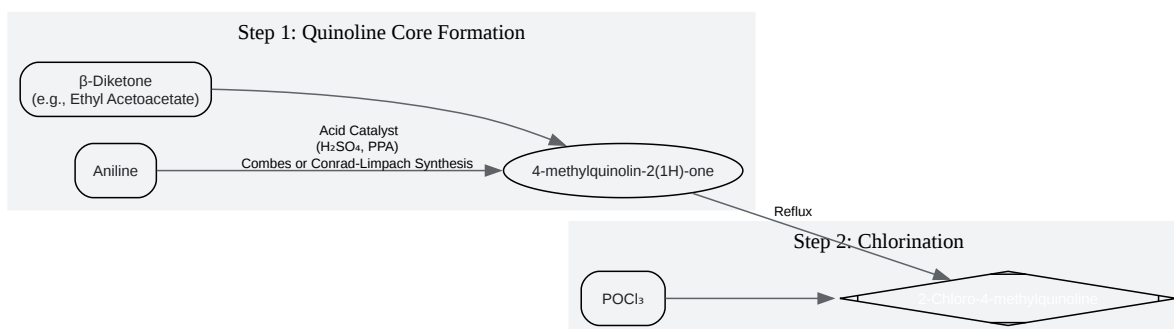 Step 1: Quinoline Core Formation
β-Diketone
(e.g., Ethyl Acetoacetate)
Acid Catalyst
(H₂SO₄, PPA)
Combes or Conrad-Limpach Synthesis
Aniline
4-methylquinolin-2(1H)-one
Reflux
Step 2: Chlorination
POCl₃
2-Chloro-4-methylquinoline